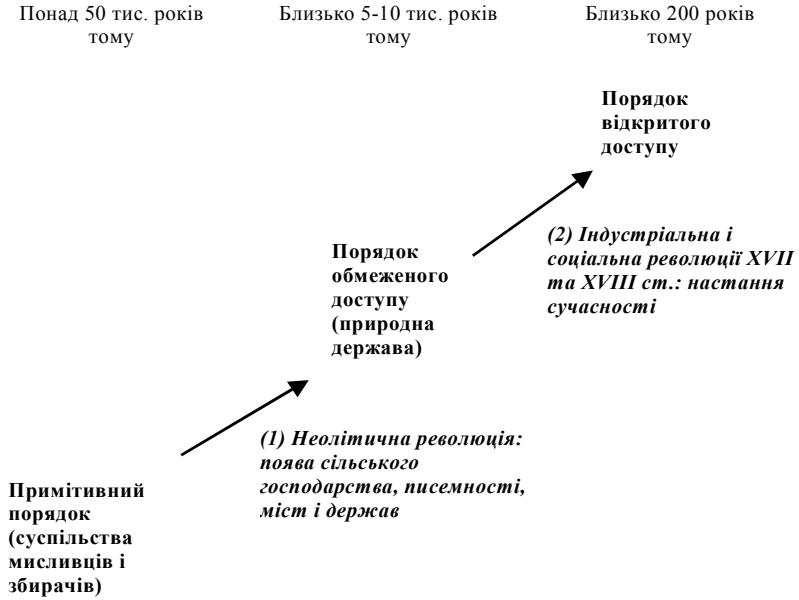 Понад 50 тис. років
тому
Близько 5-10 тис. років
тому
Близько 200 років
тому
Порядок
відкритого
доступу
(2) Індустріальна і
соціальна революції XVII
та XVIII ст.: настання
сучасності
Порядок
обмеженого
доступу
(природна
держава)
(1) Неолітична революція:
поява сільського
господарства, писемності,
міст і держав
Примітивний
порядок
(суспільства
мисливців і
збирачів)